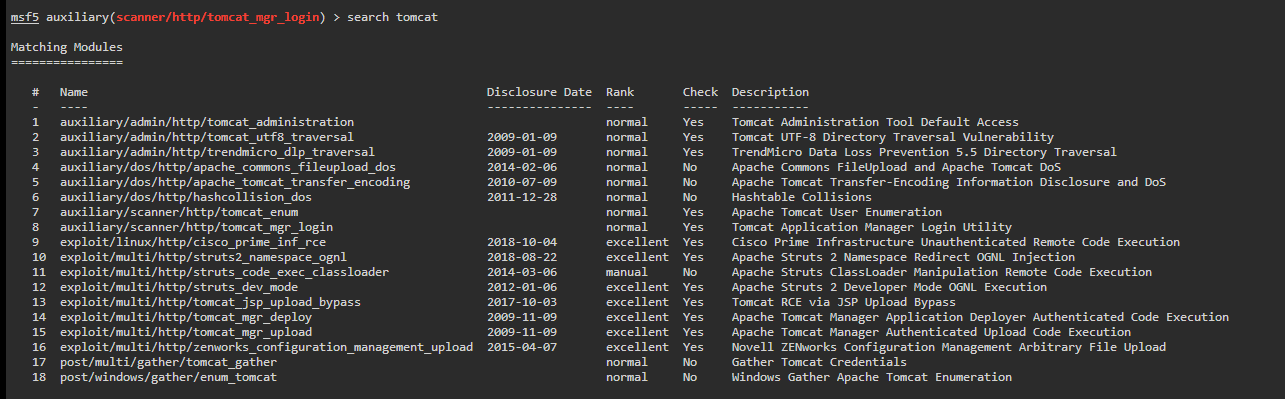 msf5 auxiliary(scanner/http/tomcat_mgr_login) > search tomcat
Matching Modules
================
#   Name                                                         Disclosure Date  Rank       Check  Description
-   ----                                                         ---------------  ----       -----  -----------
1   auxiliary/admin/http/tomcat_administration                                    normal     Yes    Tomcat Administration Tool Default Access
2   auxiliary/admin/http/tomcat_utf8_traversal                   2009-01-09       normal     Yes    Tomcat UTF-8 Directory Traversal Vulnerability
3   auxiliary/admin/http/trendmicro_dlp_traversal                2009-01-09       normal     Yes    TrendMicro Data Loss Prevention 5.5 Directory Traversal
4   auxiliary/dos/http/apache_commons_fileupload_dos             2014-02-06       normal     No     Apache Commons FileUpload and Apache Tomcat DoS
5   auxiliary/dos/http/apache_tomcat_transfer_encoding           2010-07-09       normal     No     Apache Tomcat Transfer-Encoding Information Disclosure and DoS
6   auxiliary/dos/http/hashcollision_dos                         2011-12-28       normal     No     Hashtable Collisions
7   auxiliary/scanner/http/tomcat_enum                                            normal     Yes    Apache Tomcat User Enumeration
8   auxiliary/scanner/http/tomcat_mgr_login                                       normal     Yes    Tomcat Application Manager Login Utility
9   exploit/linux/http/cisco_prime_inf_rce                       2018-10-04       excellent  Yes    Cisco Prime Infrastructure Unauthenticated Remote Code Execution
10  exploit/multi/http/struts2_namespace_ognl                    2018-08-22       excellent  Yes    Apache Struts 2 Namespace Redirect OGNL Injection
11  exploit/multi/http/struts_code_exec_classloader              2014-03-06       manual     No     Apache Struts ClassLoader Manipulation Remote Code Execution
12  exploit/multi/http/struts_dev_mode                           2012-01-06       excellent  Yes    Apache Struts 2 Developer Mode OGNL Execution
13  exploit/multi/http/tomcat_jsp_upload_bypass                  2017-10-03       excellent  Yes    Tomcat RCE via JSP Upload Bypass
14  exploit/multi/http/tomcat_mgr_deploy                         2009-11-09       excellent  Yes    Apache Tomcat Manager Application Deployer Authenticated Code Execution
15  exploit/multi/http/tomcat_mgr_upload                         2009-11-09       excellent  Yes    Apache Tomcat Manager Authenticated Upload Code Execution
16  exploit/multi/http/zenworks_configuration_management_upload  2015-04-07       excellent  Yes    Novell ZENworks Configuration Management Arbitrary File Upload
17  post/multi/gather/tomcat_gather                                               normal     No     Gather Tomcat Credentials
18  post/windows/gather/enum_tomcat                                               normal     No     Windows Gather Apache Tomcat Enumeration